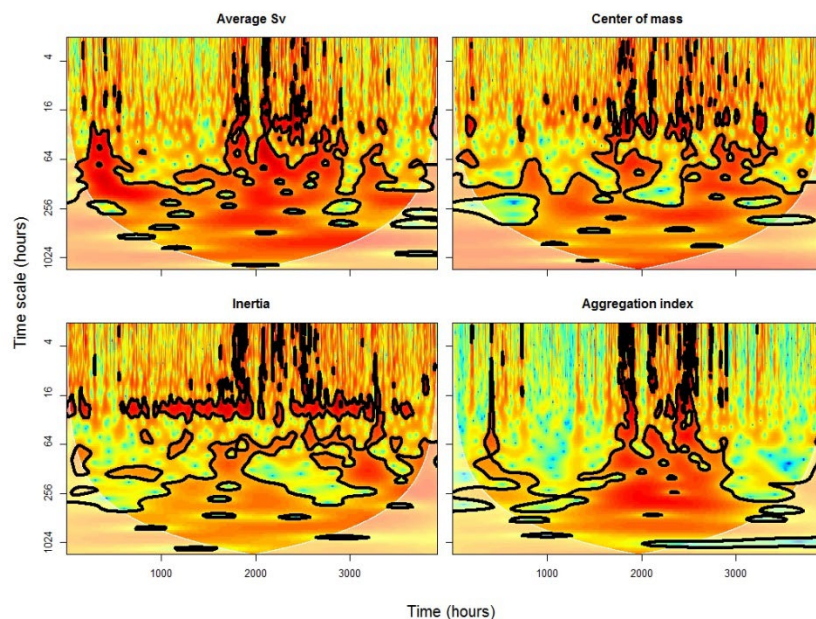 Average Sv
Center of mass
4
16
64
256
1024
Inertia
Aggregation index
4
16
64
256
1024
1000
2000
3000
1000
2000
3000
Time scale (hours)
Time (hours)